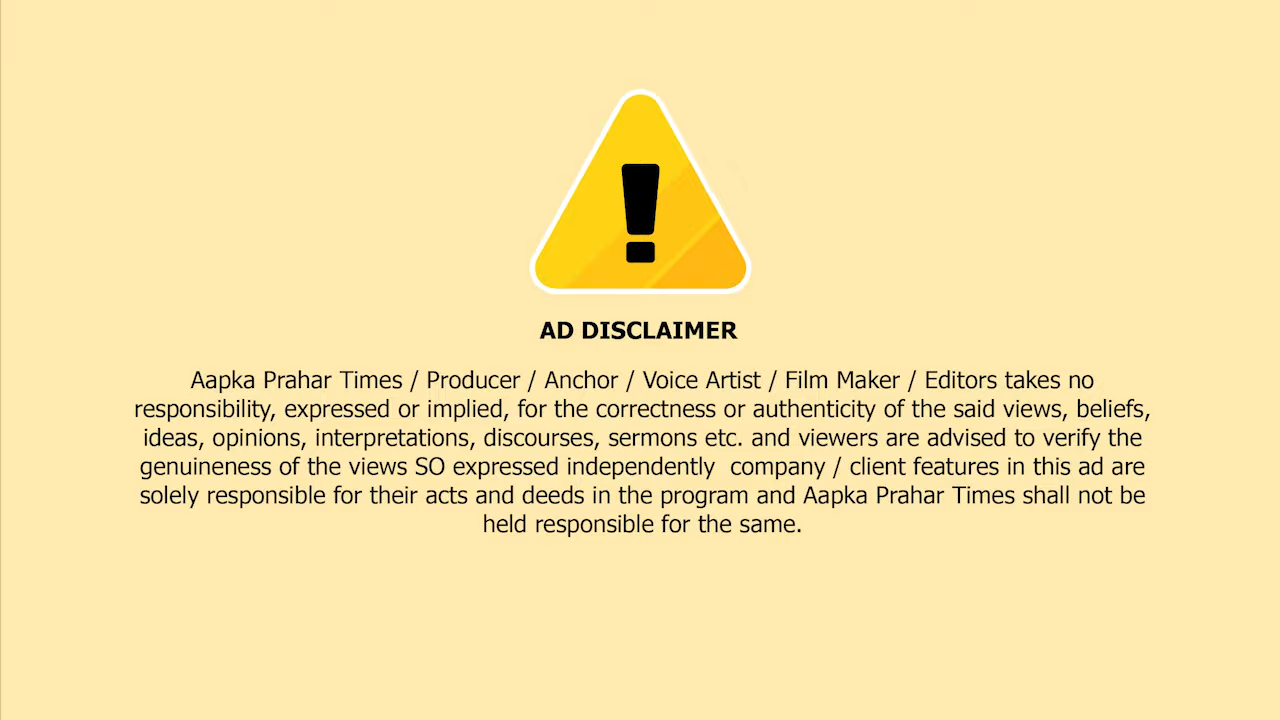 AD DISCLAIMER
Aapka Prahar Times / Producer / Anchor / Voice Artist / Film Maker / Editors takes no
responsibility, expressed or implied, for the correctness or authenticity of the said views, beliefs,
ideas, opinions, interpretations, discourses, sermons etc. and viewers are advised to verify the
genuineness of the views SO expressed independently  company / client features in this ad are
solely responsible for their acts and deeds in the program and Aapka Prahar Times shall not be
held responsible for the same.